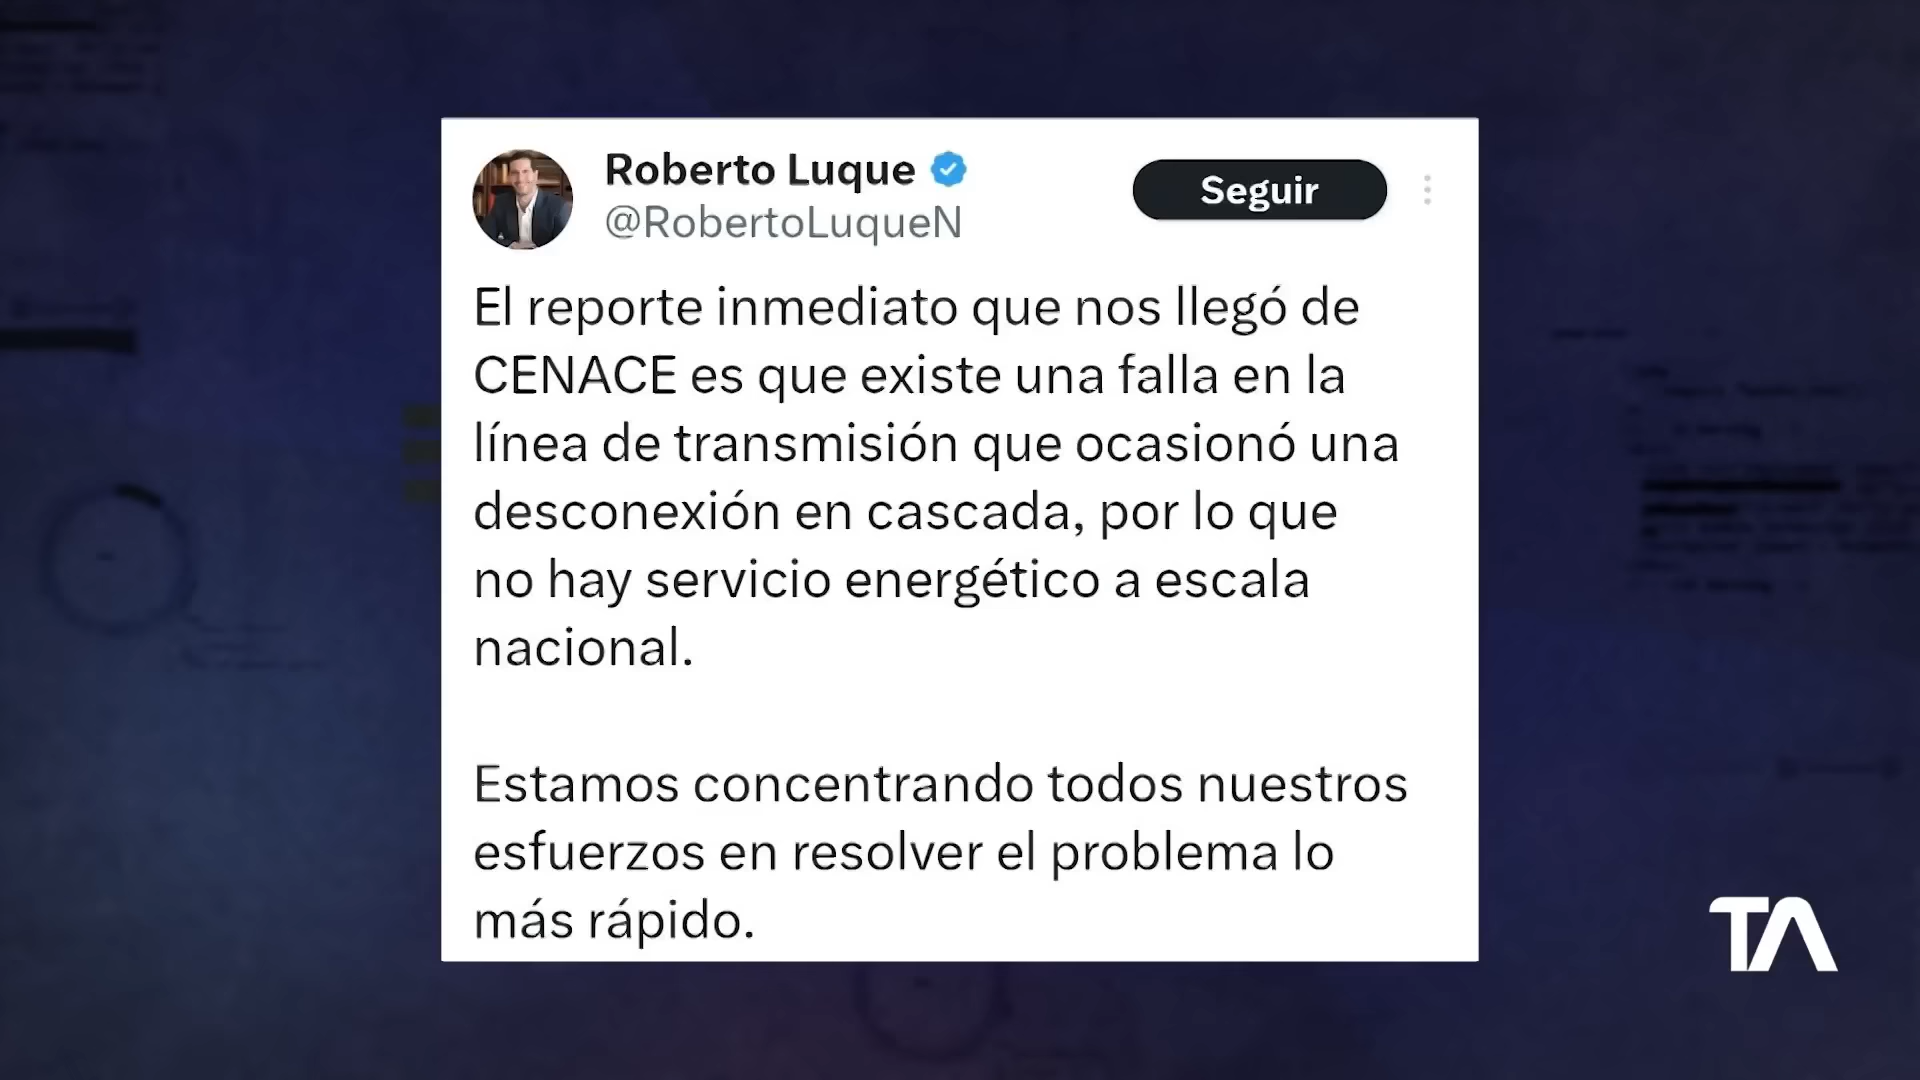 Roberto Luque
@RobertoLuqueN
Seguir
El reporte inmediato que nos llegó de
CENACE es que existe una falla en la
línea de transmisión que ocasionó una
desconexión en cascada, por lo que
no hay servicio energético a escala
nacional.
Estamos concentrando todos nuestros
esfuerzos en resolver el problema lo
más rápido.
TA